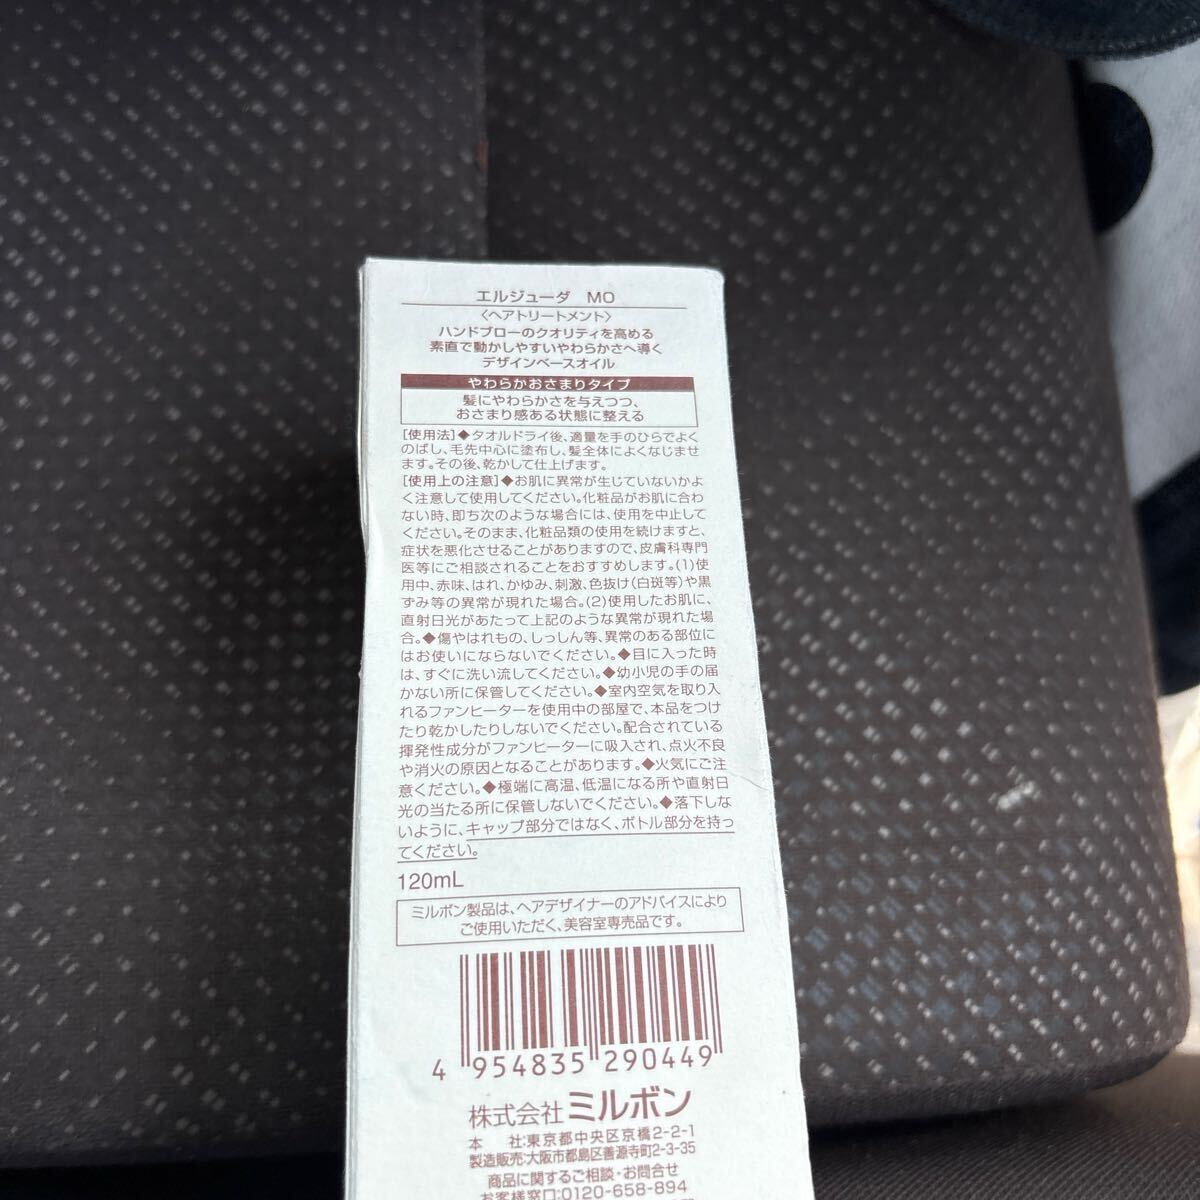 エルジューダ MO
〈ヘアトリートメント〉
ハンドブローのクオリティを高める
素直で動かしやすいやわらかさへ導く
デザインベースオイル
やわらかおさまりタイプ
髪にやわらかさを与えつつ、
おさまり感ある状態に整える
[使用法]◆タオルドライ後、適量を手のひらでよく
のばし、毛先中心に塗布し、髪全体によくなじませ
ます。その後、乾かして仕上げます。
[使用上の注意]◆お肌に異常が生じていないかよ
く注意して使用してください。化粧品がお肌に合わ
ない時、即ち次のような場合には、使用を中止して
ください。そのまま、化粧品類の使用を続けますと、
症状を悪化させることがありますので、皮膚科専門
医等にご相談されることをおすすめします。(1)使
用中、赤味、はれ、かゆみ、刺激、色抜け(白斑等)や黒
ずみ等の異常が現れた場合。(2)使用したお肌に、
直射日光があたって上記のような異常が現れた場
合。◆傷やはれもの、しっしん等、異常のある部位に
はお使いにならないでください。◆目に入った時
は、すぐに洗い流してください。◆幼小児の手の届
かない所に保管してください。◆室内空気を取り入
れるファンヒーターを使用中の部屋で、本品をつけ
たり乾かしたりしないでください。配合されている
揮発性成分がファンヒーターに吸入され、点火不良
や消火の原因となることがあります。◆火気にご注
意ください。◆極端に高温、低温になる所や直射日
光の当たる所に保管しないでください。◆落下しな
いように、キャップ部分ではなく、ボトル部分を持っ
てください。
120mL
ミルボン製品は、ヘアデザイナーのアドバイスにより
ご使用いただく、美容室専売品です。
4 954835 290449
株式会社 ミルボン
本 社:東京都中央区京橋2-2-1
製造販売:大阪市都島区善源寺町2-3-35
商品に関するご相談・お問合せ
お客様窓口:0120-658-894